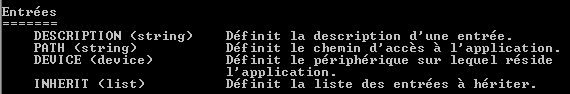 Entrées
=======
DESCRIPTION (string) Définit la description d'une entrée.
PATH (string) Définit le chemin d'accès à l'application.
DEVICE (device) Définit le périphérique sur lequel réside
l'application.
INHERIT (list) Définit la liste des entrées à hériter.